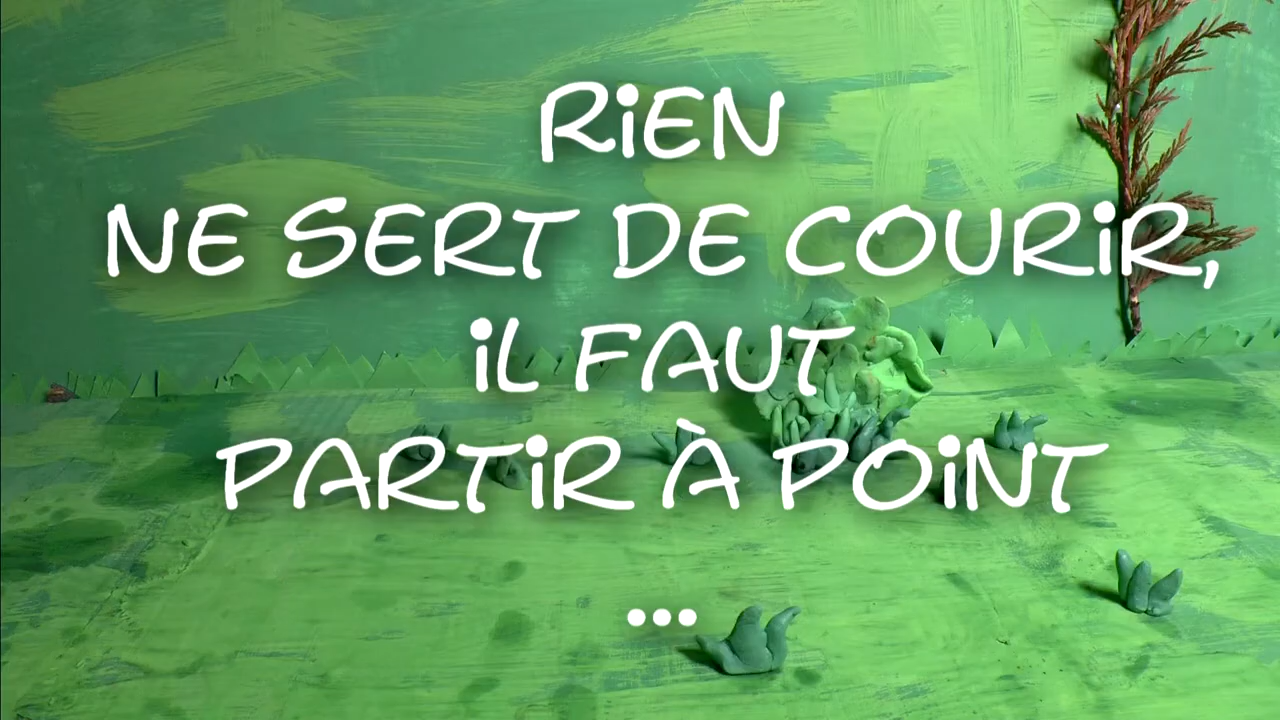 RiEN
NE SERT DE COURiR,
iL FAUT
PARTiR À POiNT
...